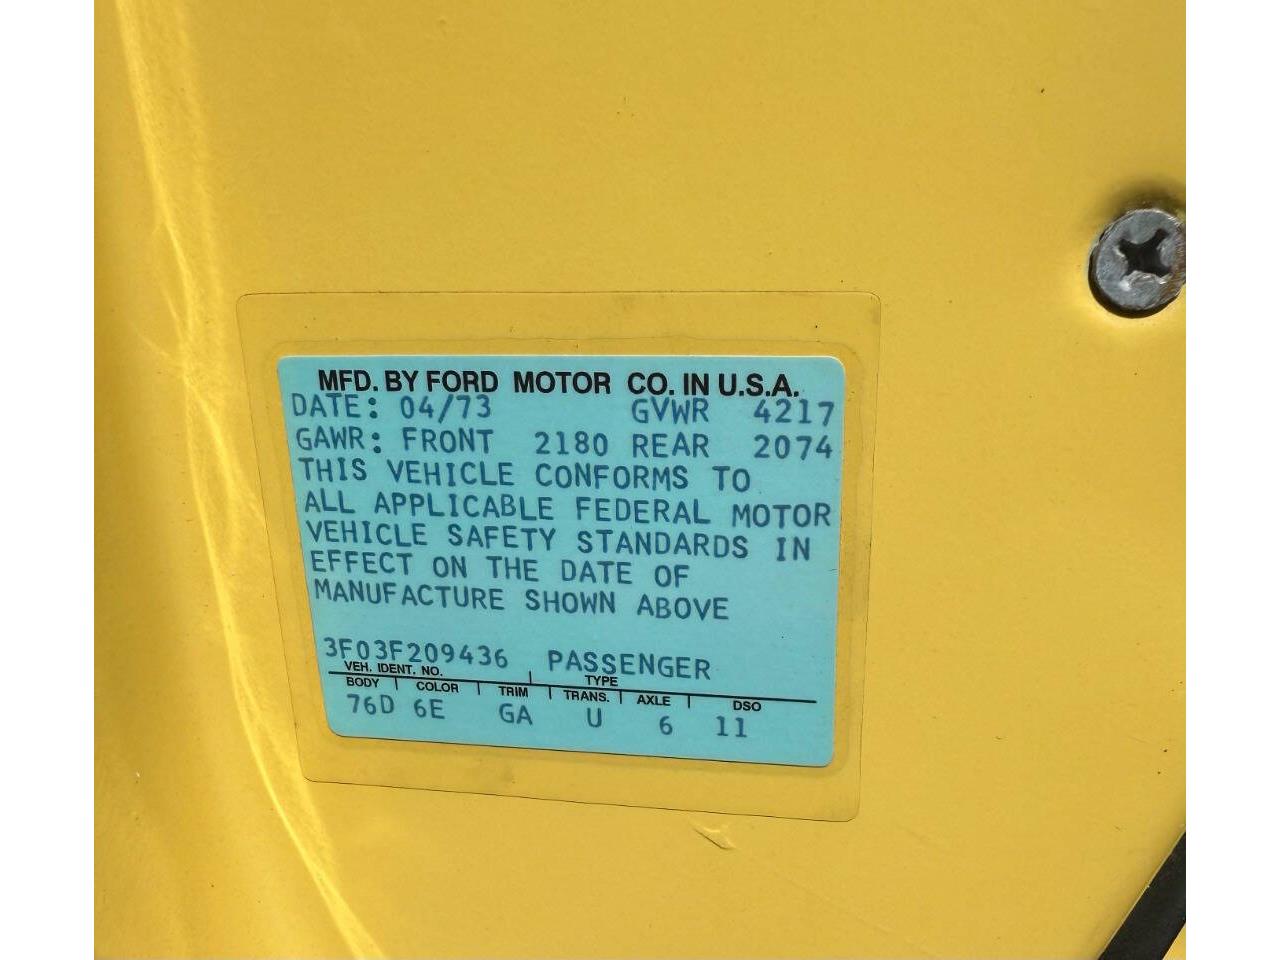 MFD. BY FORD MOTOR CO. IN U.S.A.
DATE: 04/73 GVWR 4217
GAWR: FRONT 2180 REAR 2074
THIS VEHICLE CONFORMS TO
ALL APPLICABLE FEDERAL MOTOR
VEHICLE SAFETY STANDARDS IN
EFFECT ON THE DATE OF
MANUFACTURE SHOWN ABOVE
3F03F209436 PASSENGER
VEH. IDENT. NO. TYPE
BODY COLOR TRIM TRANS. AXLE DSO
76D 6E GA U 6 11